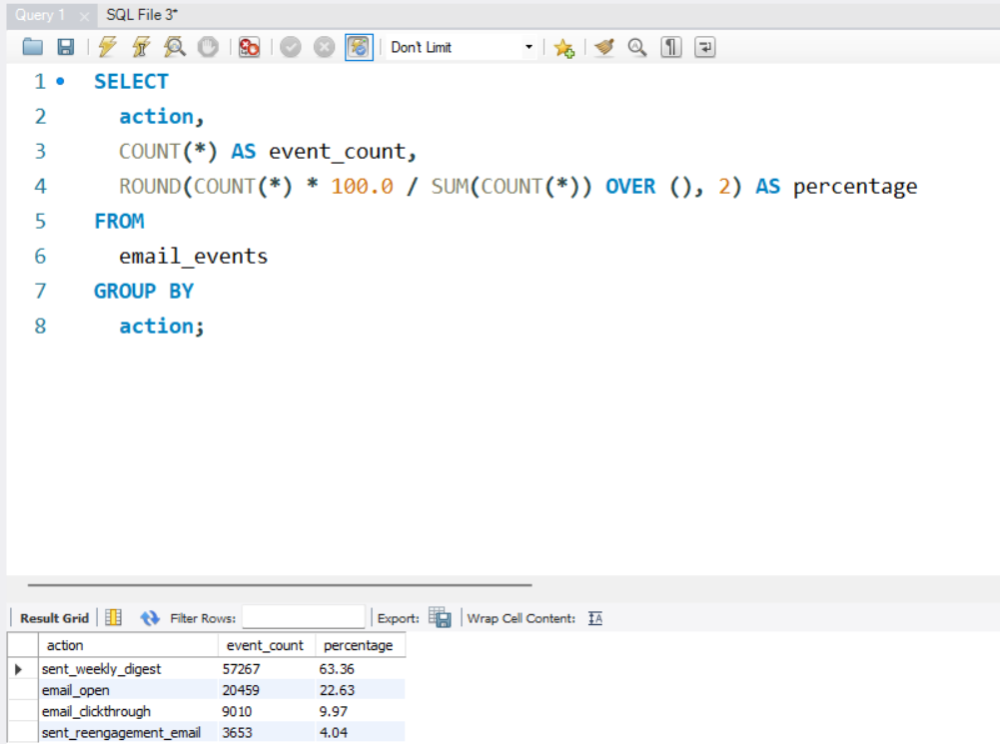 Query 1 SQL File 3*
Don't Limit
1 SELECT
2 action,
3 COUNT(*) AS event_count,
4 ROUND(COUNT(*) * 100.0 / SUM(COUNT(*)) OVER (), 2) AS percentage
5 FROM
6 email_events
7 GROUP BY
8 action;
Result Grid Filter Rows: Export: Wrap Cell Content:
action event_count percentage
sent_weekly_digest 57267 63.36
email_open 20459 22.63
email_clickthrough 9010 9.97
sent_reengagement_email 3653 4.04